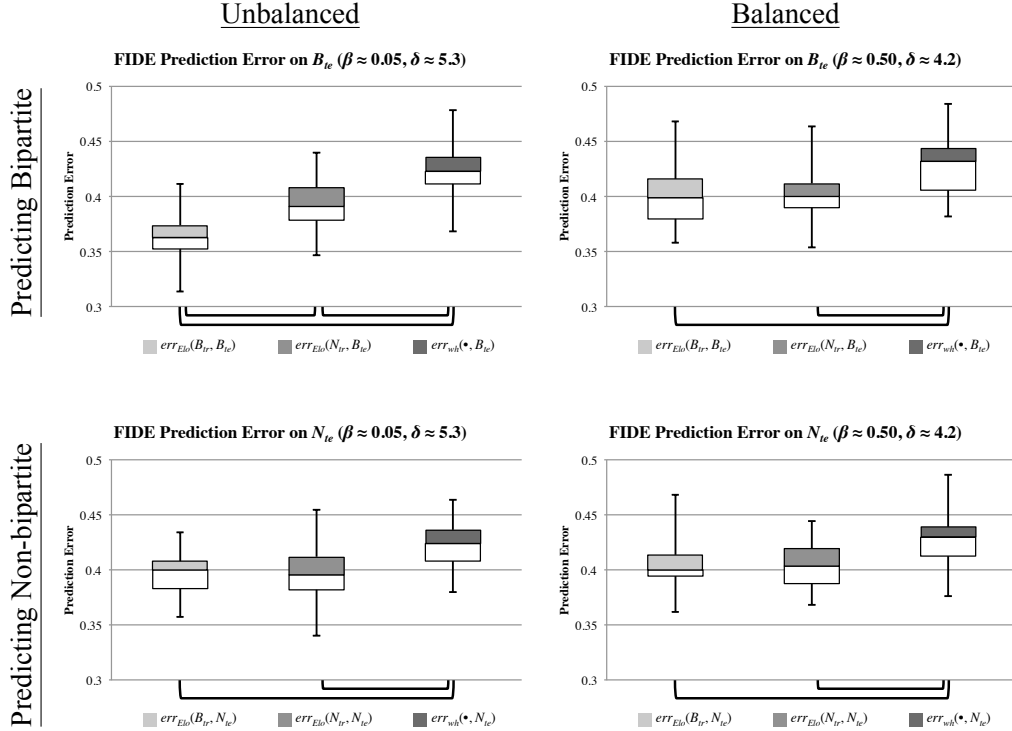 Unbalanced
Balanced
Predicting Bipartite
FIDE Prediction Error on B_te (β ≈ 0.05, δ ≈ 5.3)
Prediction Error
0.5
0.45
0.4
0.35
0.3
err_Elo(B_tr, B_te)
err_Elo(N_tr, B_te)
err_wh(•, B_te)
FIDE Prediction Error on B_te (β ≈ 0.50, δ ≈ 4.2)
Prediction Error
0.5
0.45
0.4
0.35
0.3
err_Elo(B_tr, B_te)
err_Elo(N_tr, B_te)
err_wh(•, B_te)
Predicting Non-bipartite
FIDE Prediction Error on N_te (β ≈ 0.05, δ ≈ 5.3)
Prediction Error
0.5
0.45
0.4
0.35
0.3
err_Elo(B_tr, N_te)
err_Elo(N_tr, N_te)
err_wh(•, N_te)
FIDE Prediction Error on N_te (β ≈ 0.50, δ ≈ 4.2)
Prediction Error
0.5
0.45
0.4
0.35
0.3
err_Elo(B_tr, N_te)
err_Elo(N_tr, N_te)
err_wh(•, N_te)